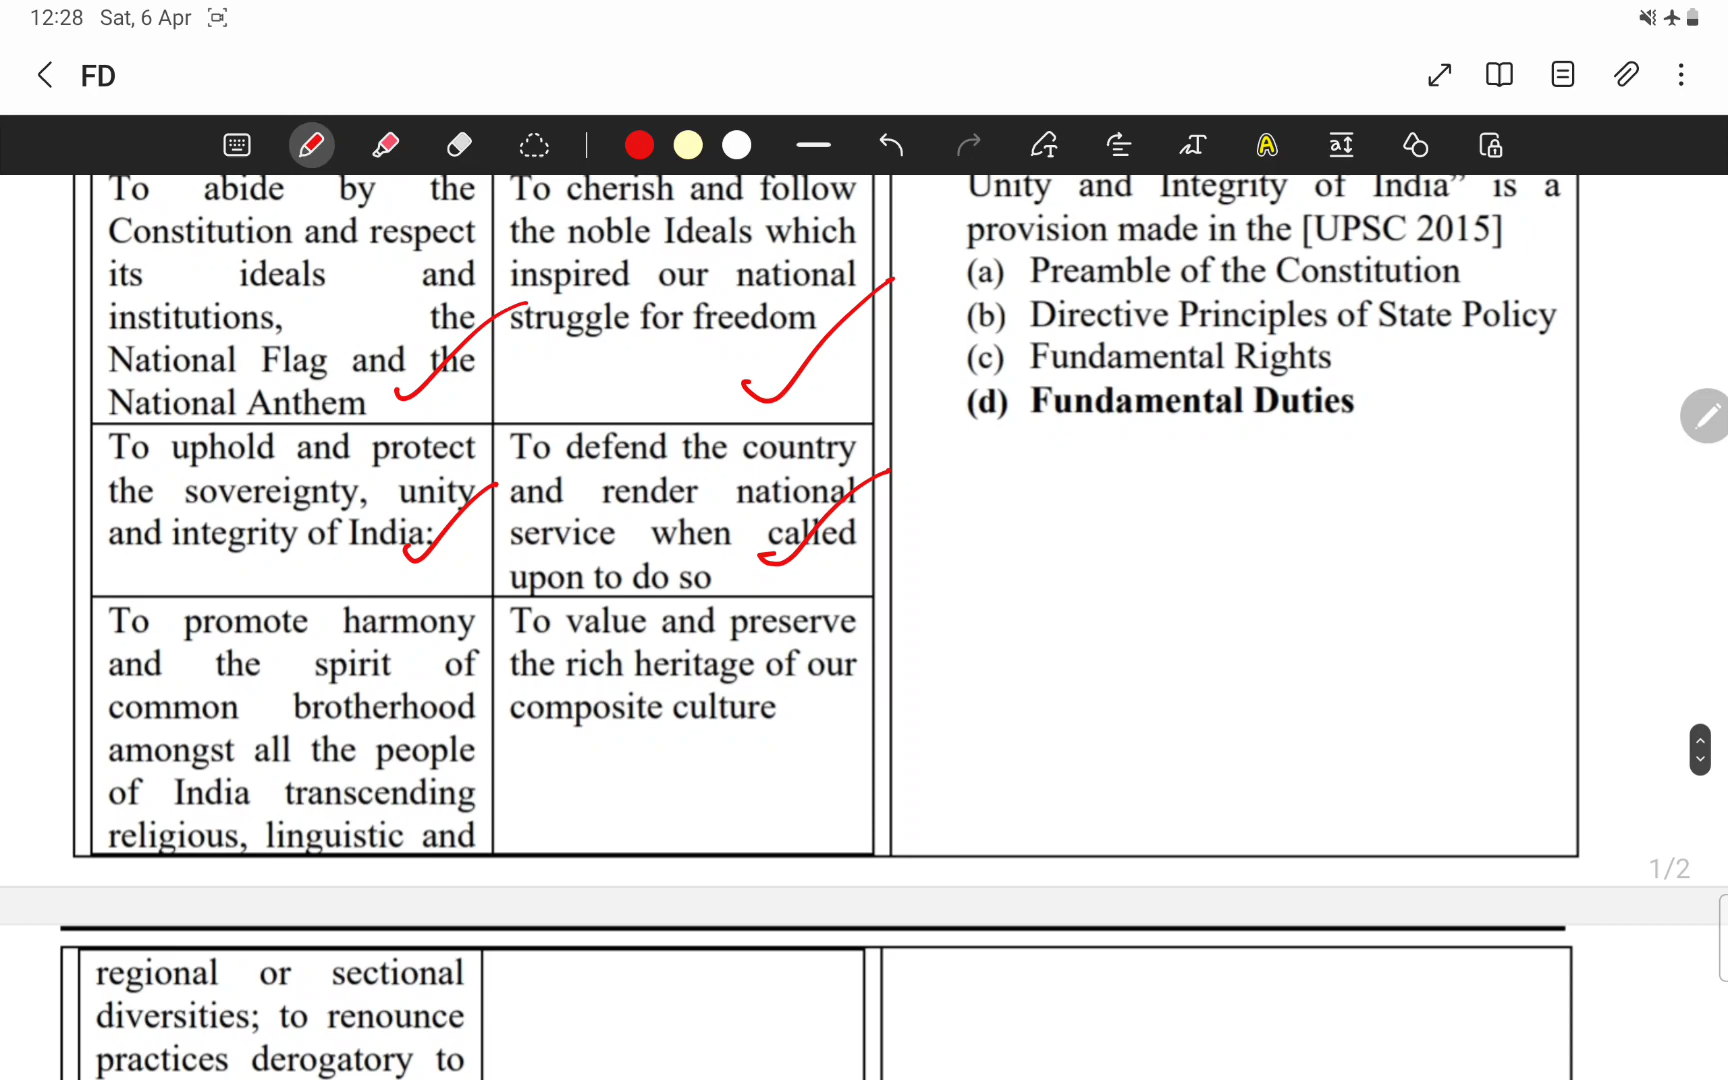 12:28 Sat, 6 Apr
FD
To abide by the
Constitution and respect
its ideals and
institutions, the
National Flag and the
National Anthem
To cherish and follow
the noble Ideals which
inspired our national
struggle for freedom
To uphold and protect
the sovereignty, unity
and integrity of India;
To defend the country
and render national
service when called
upon to do so
To promote harmony
and the spirit of
common brotherhood
amongst all the people
of India transcending
religious, linguistic and
To value and preserve
the rich heritage of our
composite culture
Unity and Integrity of India” is a
provision made in the [UPSC 2015]
(a) Preamble of the Constitution
(b) Directive Principles of State Policy
(c) Fundamental Rights
(d) Fundamental Duties
1/2
regional or sectional
diversities; to renounce
practices derogatory to